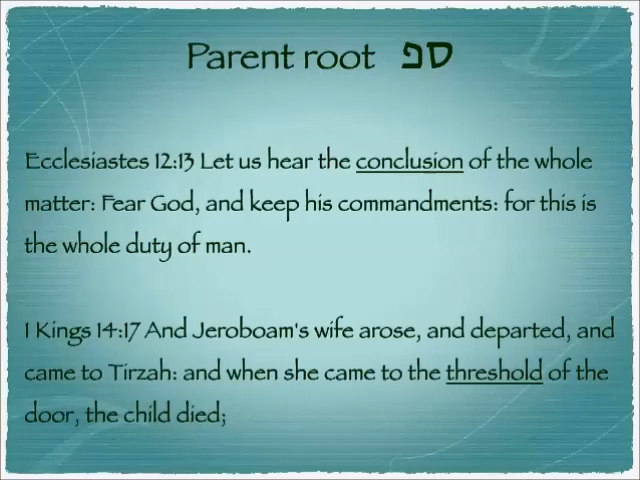 Parent root ספ
Ecclesiastes 12:13 Let us hear the conclusion of the whole
matter: Fear God, and keep his commandments: for this is
the whole duty of man.
1 Kings 14:17 And Jeroboam's wife arose, and departed, and
came to Tirzah: and when she came to the threshold of the
door, the child died;